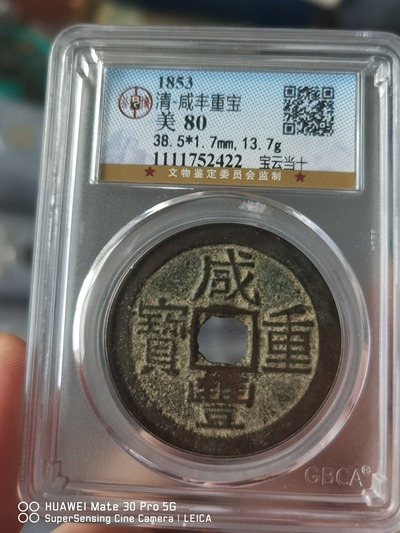 1853
清-咸丰重宝
美 80
38.5*1.7mm,13.7g
1111752422 宝云当十
★ 文物鉴定委员会监制 ★
咸
寶 重
豐
GBCA®
HUAWEI Mate 30 Pro 5G
SuperSensing Cine Camera | LEICA